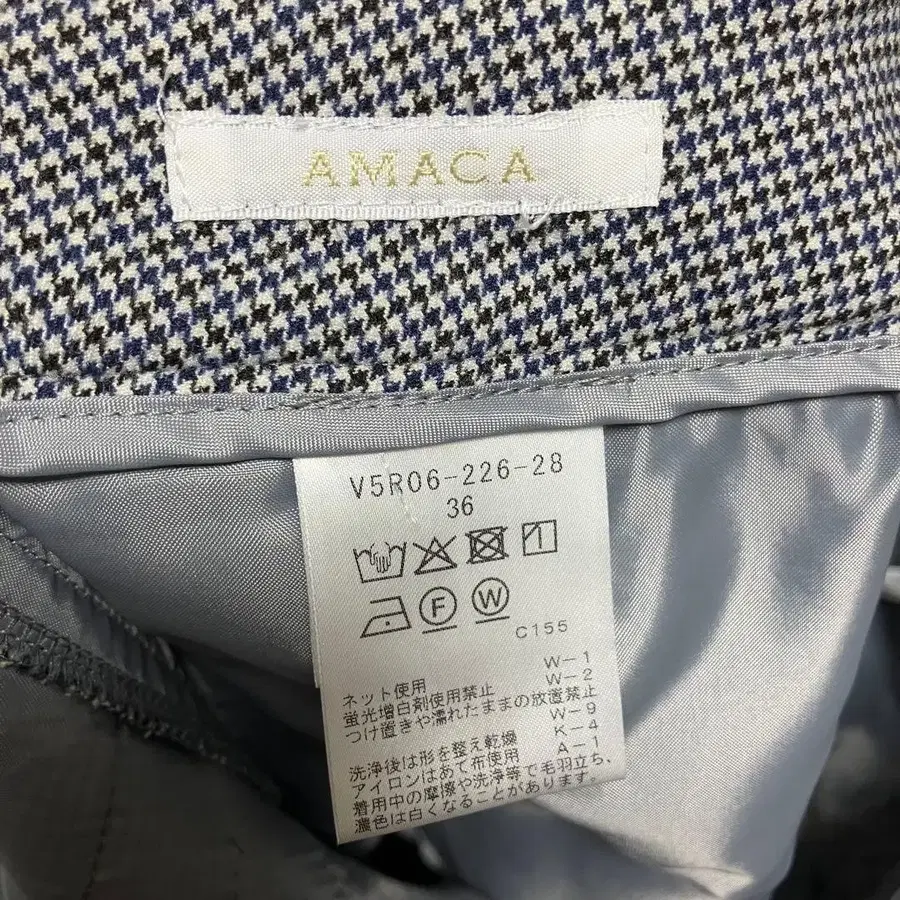 AMACA
V5R06-226-28
36
F W
C155
W-1
ネット使用 W-2
蛍光増白剤使用禁止
つけ置きや濡れたままの放置禁止
W-9
K-4
洗浄後は形を整え乾燥 A-1
アイロンはあて布使用
着用中の摩擦や洗浄等で毛羽立ち、
濃色は白くなることがあります。